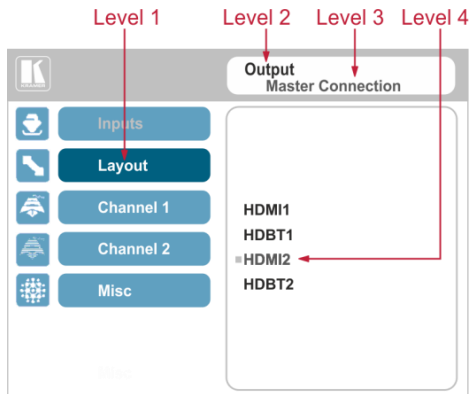 Level 1
Level 2
Level 3
Level 4
K
KRAMER
Output
Master Connection
Inputs
Layout
Channel 1
Channel 2
Misc
HDMI1
HDBT1
HDMI2
HDBT2